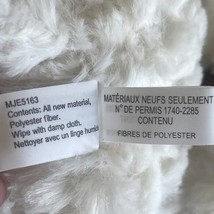 MJE5163
Contents: All new material,
Polyester fiber.
Wipe with damp cloth.
Nettoyer avec un linge humide
MATÉRIAUX NEUFS SEULEMENT
N° DE PERMIS 1740-2285
CONTENU
FIBRES DE POLYESTER